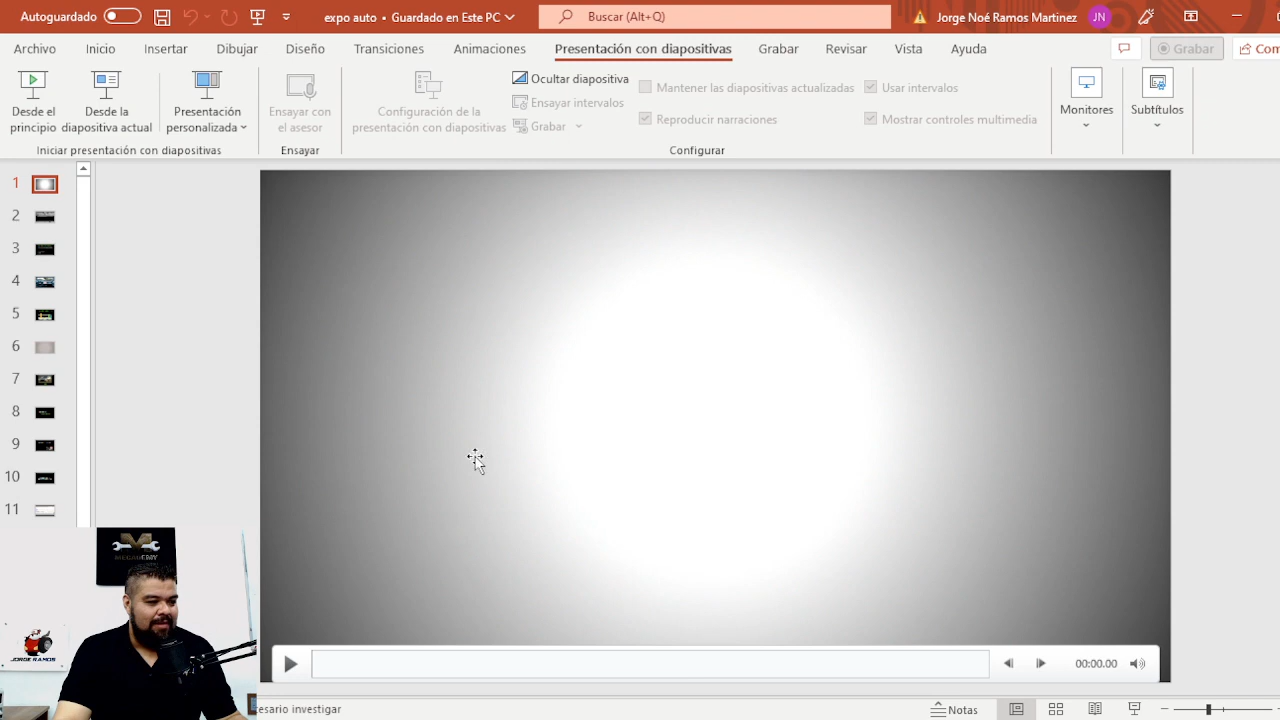 Autoguardado
expo auto • Guardado en Este PC
Buscar (Alt+Q)
Jorge Noé Ramos Martinez
JN
Archivo
Inicio
Insertar
Dibujar
Diseño
Transiciones
Animaciones
Presentación con diapositivas
Grabar
Revisar
Vista
Ayuda
Grabar
Com
Desde el
principio
Desde la
diapositiva actual
Presentación
personalizada
Iniciar presentación con diapositivas
Ensayar con
el asesor
Ensayar
Configuración de la
presentación con diapositivas
Ocultar diapositiva
Ensayar intervalos
Grabar
Mantener las diapositivas actualizadas
Reproducir narraciones
Usar intervalos
Mostrar controles multimedia
Configurar
Monitores
Subtítulos
1
2
3
4
5
6
7
8
9
10
11
JORGE RAMOS
00:00.00
cesario investigar
Notas